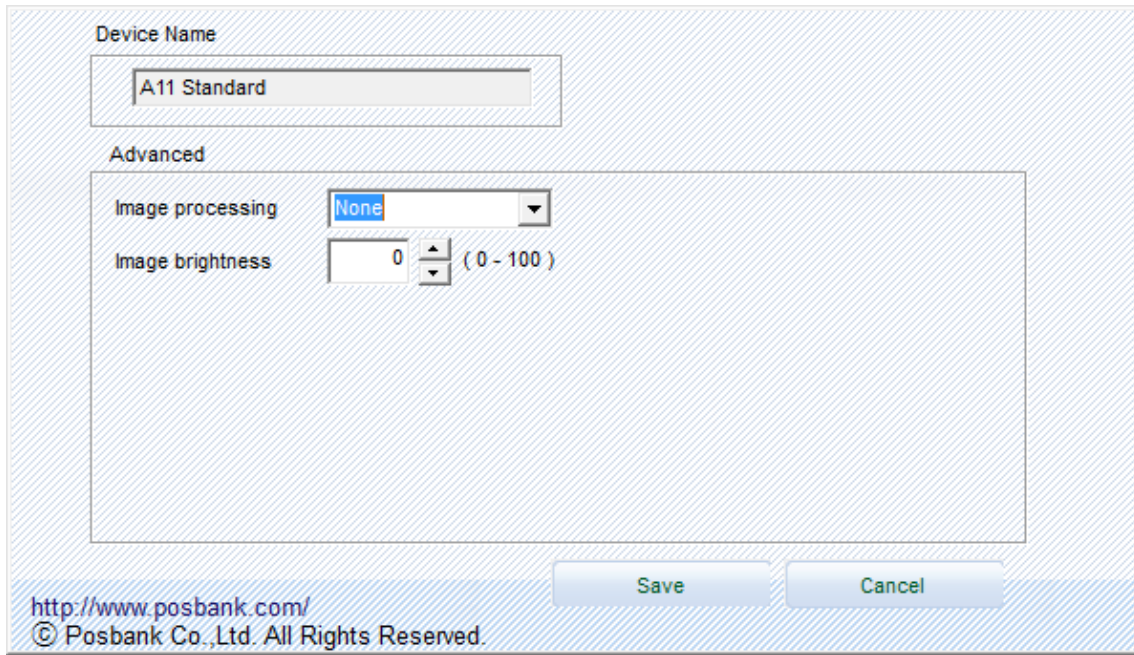 Device Name
A11 Standard
Advanced
Image processing None
Image brightness 0 ( 0 - 100 )
Save Cancel
http://www.posbank.com/
ⓒ Posbank Co.,Ltd. All Rights Reserved.